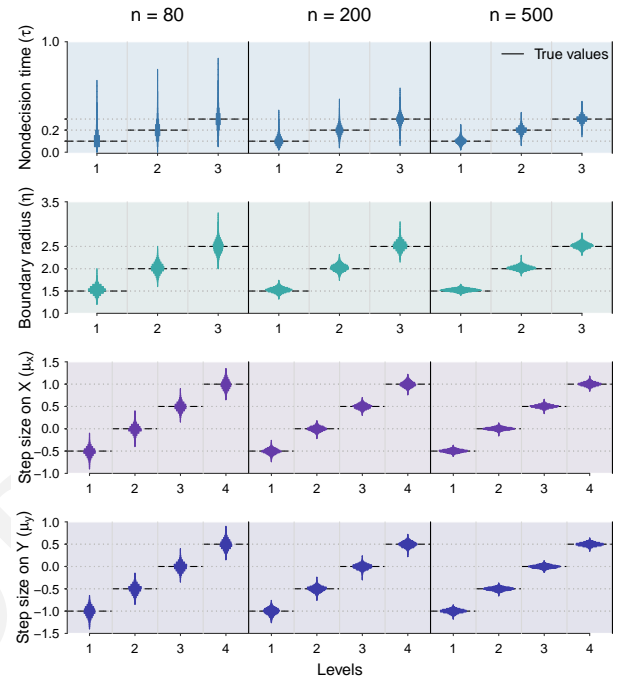 n = 80 n = 200 n = 500
Nondecision time (τ)
1.0
0.2
0.0
True values
1 2 3 1 2 3 1 2 3
Boundary radius (η)
3.5
2.5
2.0
1.5
1.0
1 2 3 1 2 3 1 2 3
Step size on X (μx)
1.5
1.0
0.5
0.0
−0.5
−1.0
1 2 3 4 1 2 3 4 1 2 3 4
Step size on Y (μy)
1.0
0.5
0.0
−0.5
−1.0
−1.5
1 2 3 4 1 2 3 4 1 2 3 4
Levels